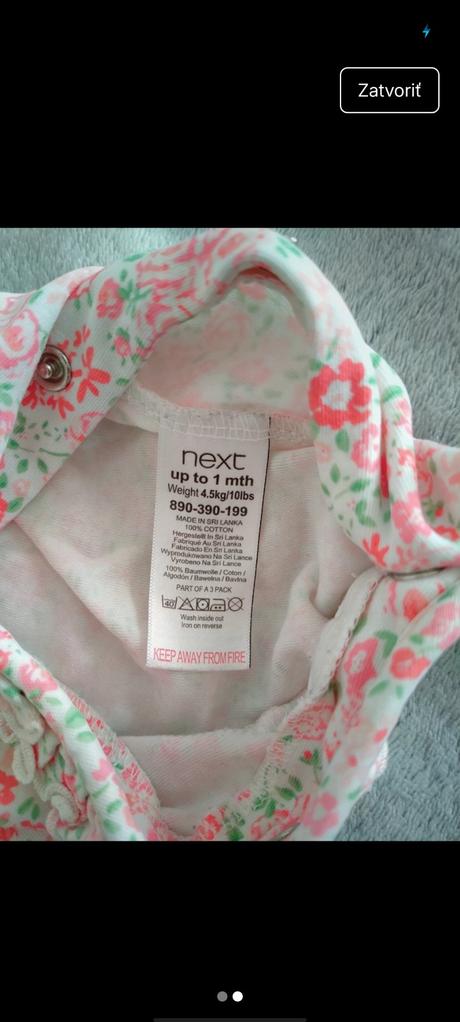 Zatvoriť
next
up to 1 mth
Weight 4.5kg/10lbs
890-390-199
MADE IN SRI LANKA
100% COTTON
Hergestellt In Sri Lanka
Fabriqué Au Sri Lanka
Fabricado En Sri Lanka
Wyprodukowano Na Sri Lance
Vyrobeno Na Sri Lance
100% Baumwolle / Coton /
Algodón / Bawełna / Bavlna
PART OF A 3 PACK
40
Wash inside out
Iron on reverse
KEEP AWAY FROM FIRE